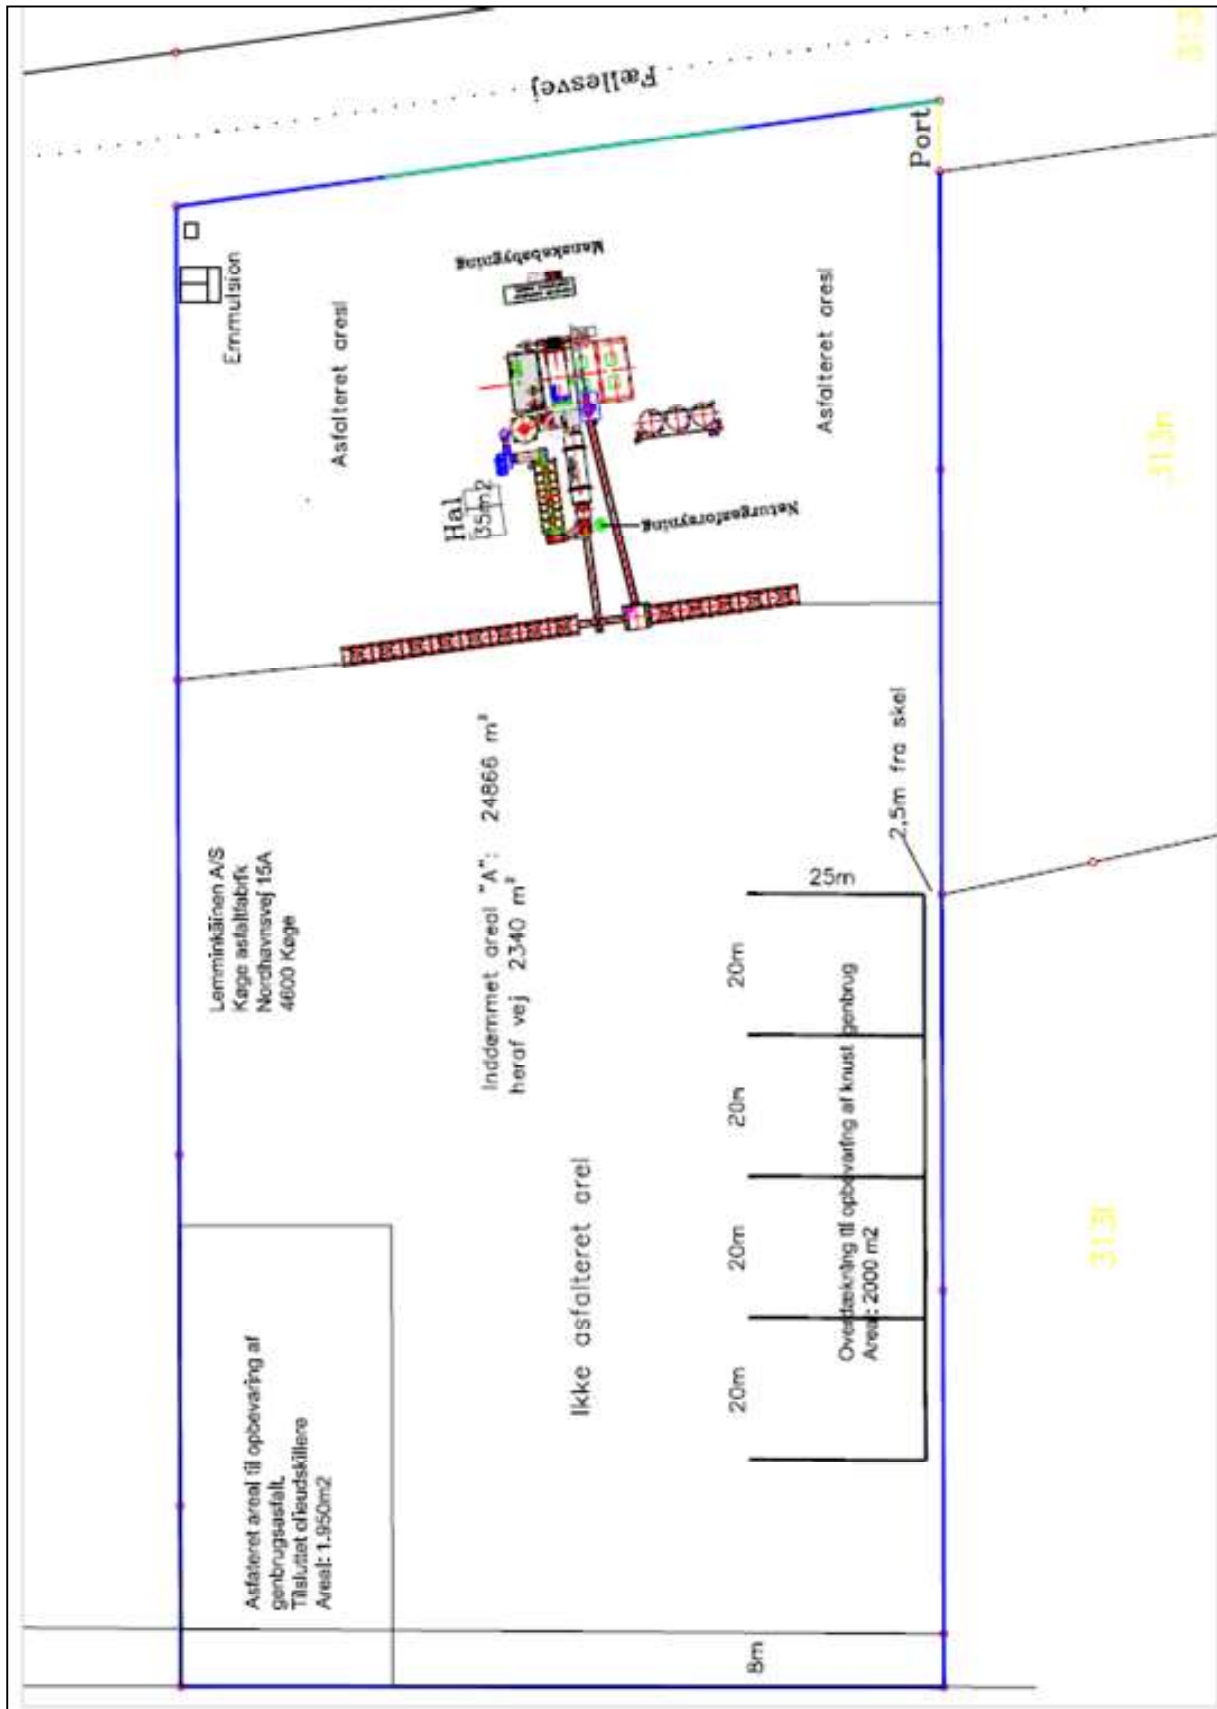 Fællesvej
313
Port
Emmulsion
Mandskabsbygning
Asfalteret areal
Asfalteret areal
313n
Hal
35m2
Naturgasforsyning
2,5m fra skel
Lemminkäinen A/S
Køge asfaltfabrik
Nordhavnsvej 15A
4600 Køge
Inddæmmet areal "A": 24866 m²
heraf vej 2340 m²
25m
20m
20m
20m
20m
Overdækning til opbevaring af knust genbrug
Areal: 2000 m2
Ikke asfalteret arel
313l
Asfalteret areal til opbevaring af
genbrugsasfalt.
Tilsluttet olieudskillere
Areal: 1.950m2
8m